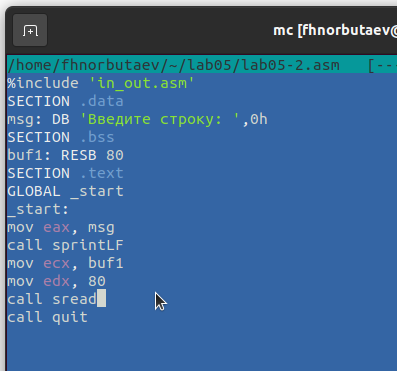 mc [fhnorbutaev@
/home/fhnorbutaev/~/lab05/lab05-2.asm [--
%include 'in_out.asm'
SECTION .data
msg: DB 'Введите строку: ',0h
SECTION .bss
buf1: RESB 80
SECTION .text
GLOBAL _start
_start:
mov eax, msg
call sprintLF
mov ecx, buf1
mov edx, 80
call sread
call quit